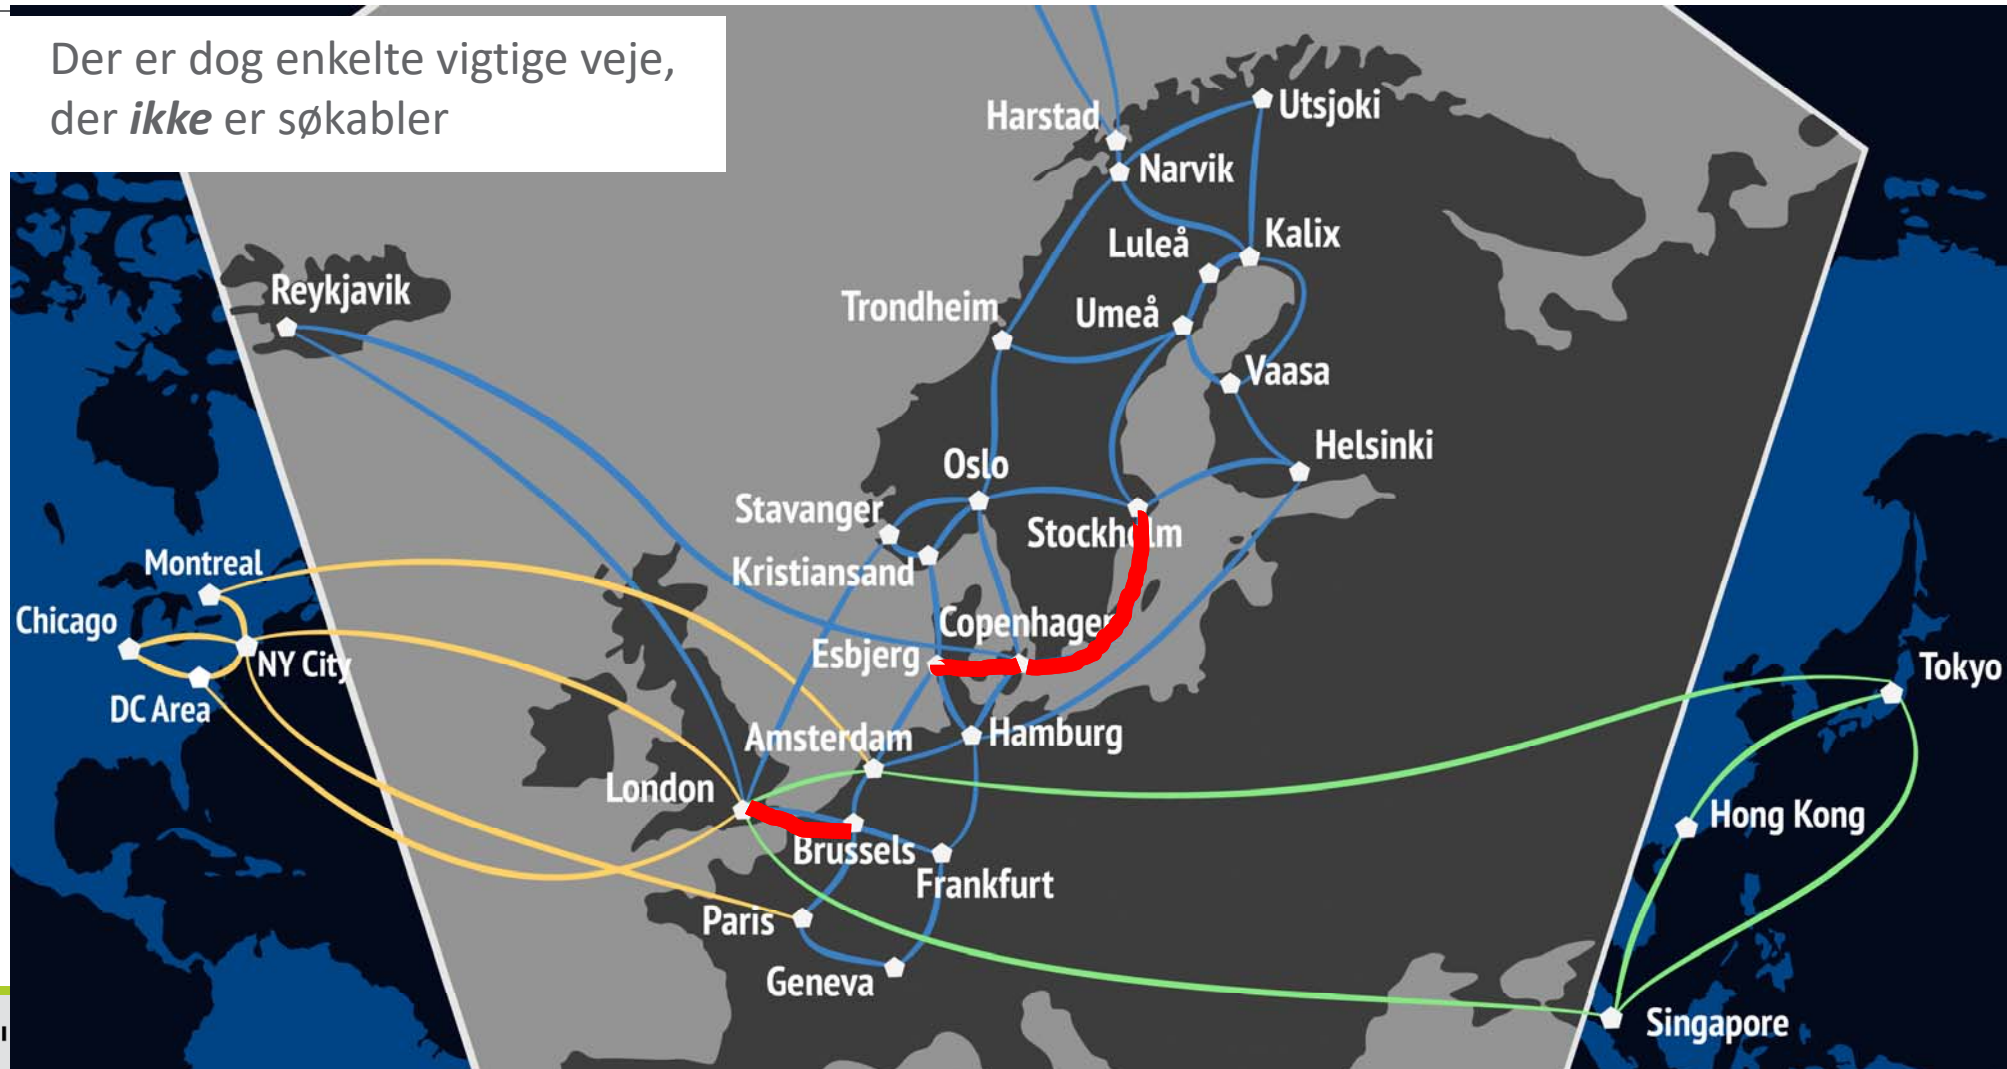 Der er dog enkelte vigtige veje,
der ikke er søkabler
Harstad
Utsjoki
Narvik
Luleå
Kalix
Reykjavik
Trondheim
Umeå
Vaasa
Helsinki
Oslo
Stavanger
Stockholm
Kristiansand
Montreal
Chicago
Copenhagen
Esbjerg
NY City
Tokyo
DC Area
Amsterdam
Hamburg
London
Hong Kong
Brussels
Frankfurt
Paris
Geneva
Singapore